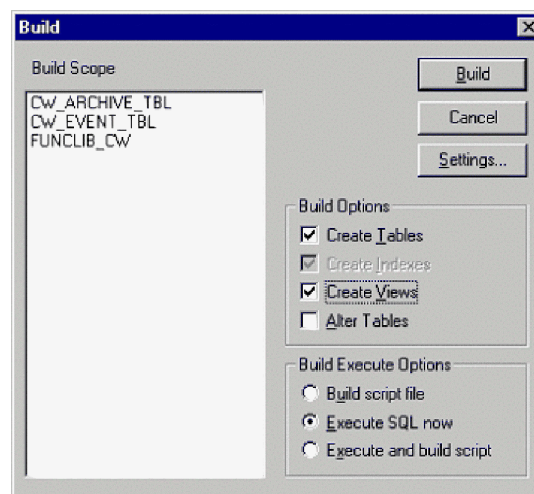 Build
Build Scope
CW_ARCHIVE_TBL
CW_EVENT_TBL
FUNCLIB_CW
Build
Cancel
Settings...
Build Options
Create Tables
Create Indexes
Create Views
Alter Tables
Build Execute Options
Build script file
Execute SQL now
Execute and build script